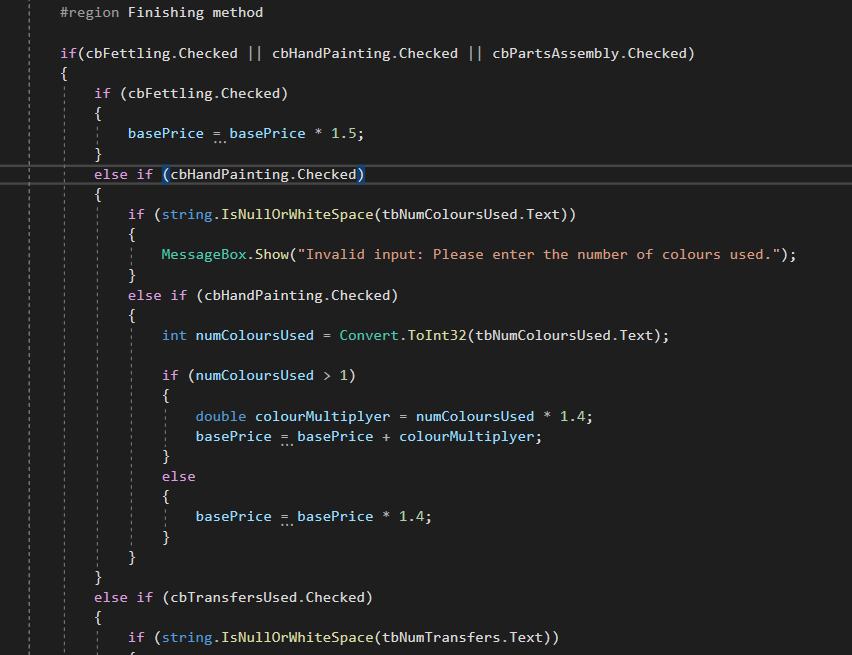 #region Finishing method
if(cbFettling.Checked || cbHandPainting.Checked || cbPartsAssembly.Checked)
{
if (cbFettling.Checked)
{
basePrice = basePrice * 1.5;
}
else if (cbHandPainting.Checked)
{
if (string.IsNullOrWhiteSpace(tbNumColoursUsed.Text))
{
MessageBox.Show("Invalid input: Please enter the number of colours used.");
}
else if (cbHandPainting.Checked)
{
int numColoursUsed = Convert.ToInt32(tbNumColoursUsed.Text);
if (numColoursUsed > 1)
{
double colourMultiplyer = numColoursUsed * 1.4;
basePrice = basePrice + colourMultiplyer;
}
else
{
basePrice = basePrice * 1.4;
}
}
}
else if (cbTransfersUsed.Checked)
{
if (string.IsNullOrWhiteSpace(tbNumTransfers.Text))
{